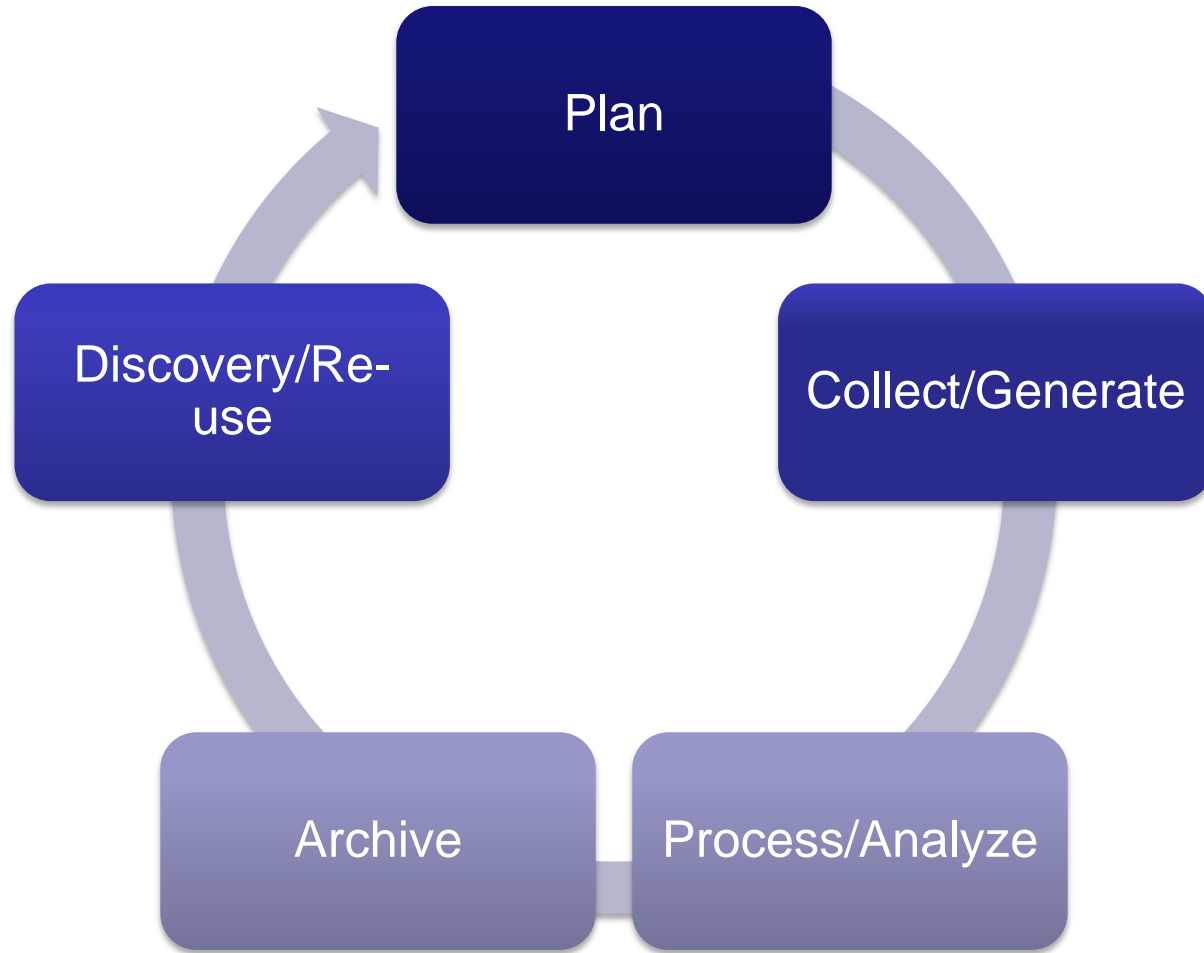 Plan
Collect/Generate
Process/Analyze
Archive
Discovery/Re-
use